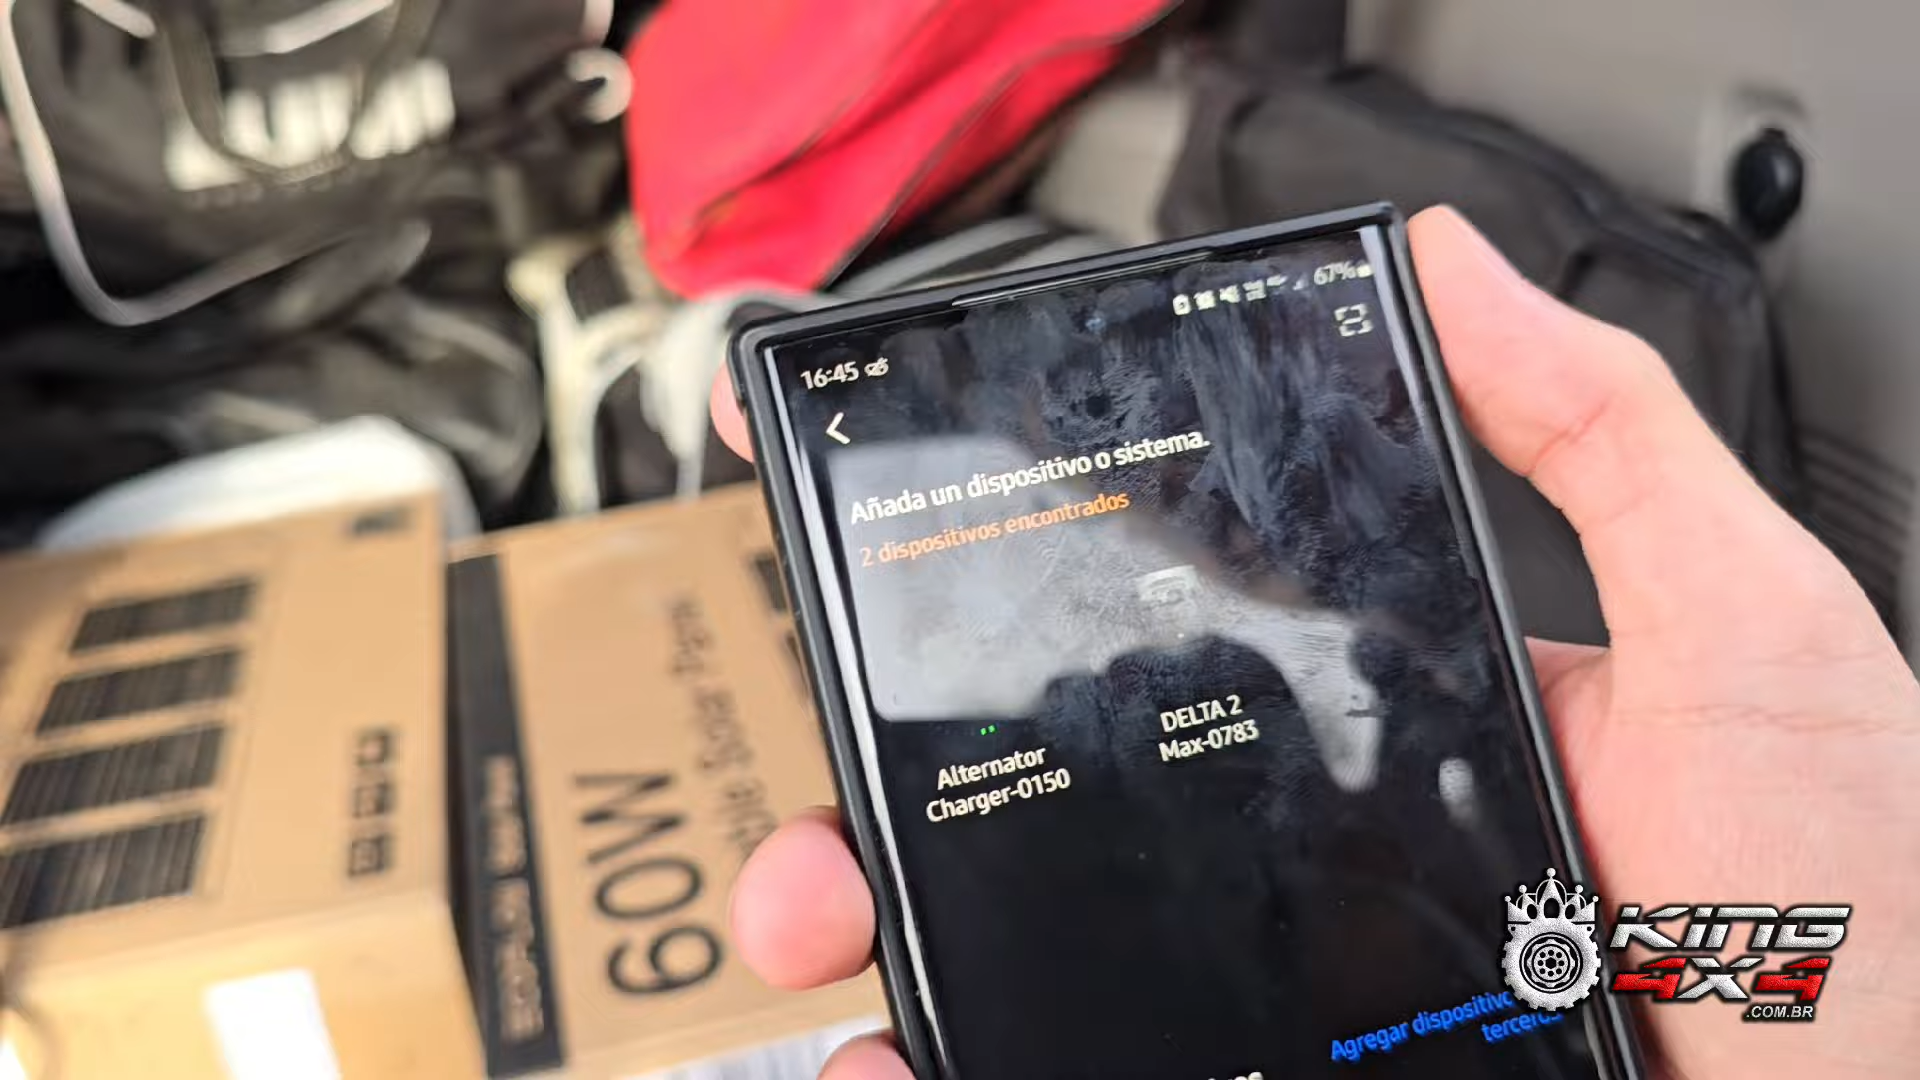 67%
16:45
Añada un dispositivo o sistema.
2 dispositivos encontrados
Alternator
Charger-0150
DELTA 2
Max-0783
Agregar dispositivo
terceros
60W
KING
4X4
.COM.BR